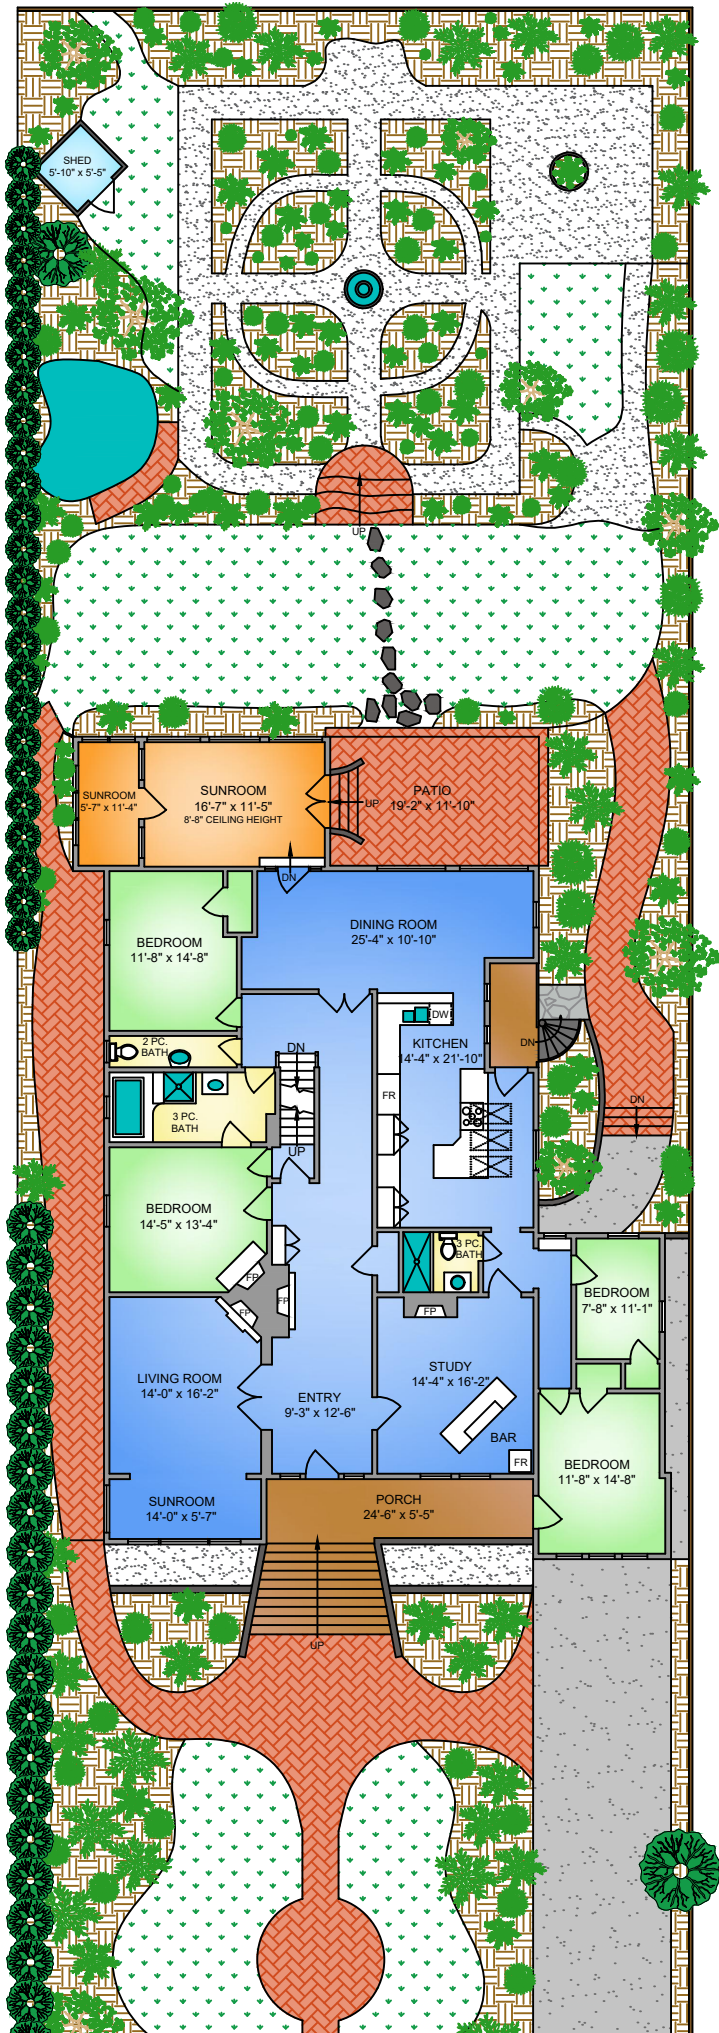 SHED
5'-10" x 5'-5"
UP
SUNROOM
5'-7" x 11'-4"
SUNROOM
16'-7" x 11'-5"
8'-8" CEILING HEIGHT
UP
PATIO
19'-2" x 11'-10"
DN
BEDROOM
11'-8" x 14'-8"
DINING ROOM
25'-4" x 10'-10"
DW
2 PC.
BATH
DN
KITCHEN
14'-4" x 21'-10"
DN
FR
3 PC.
BATH
DN
UP
BEDROOM
14'-5" x 13'-4"
3 PC.
BATH
FP
FP
FP
FP
BEDROOM
7'-8" x 11'-1"
LIVING ROOM
14'-0" x 16'-2"
ENTRY
9'-3" x 12'-6"
STUDY
14'-4" x 16'-2"
BAR
FR
BEDROOM
11'-8" x 14'-8"
SUNROOM
14'-0" x 5'-7"
PORCH
24'-6" x 5'-5"
UP